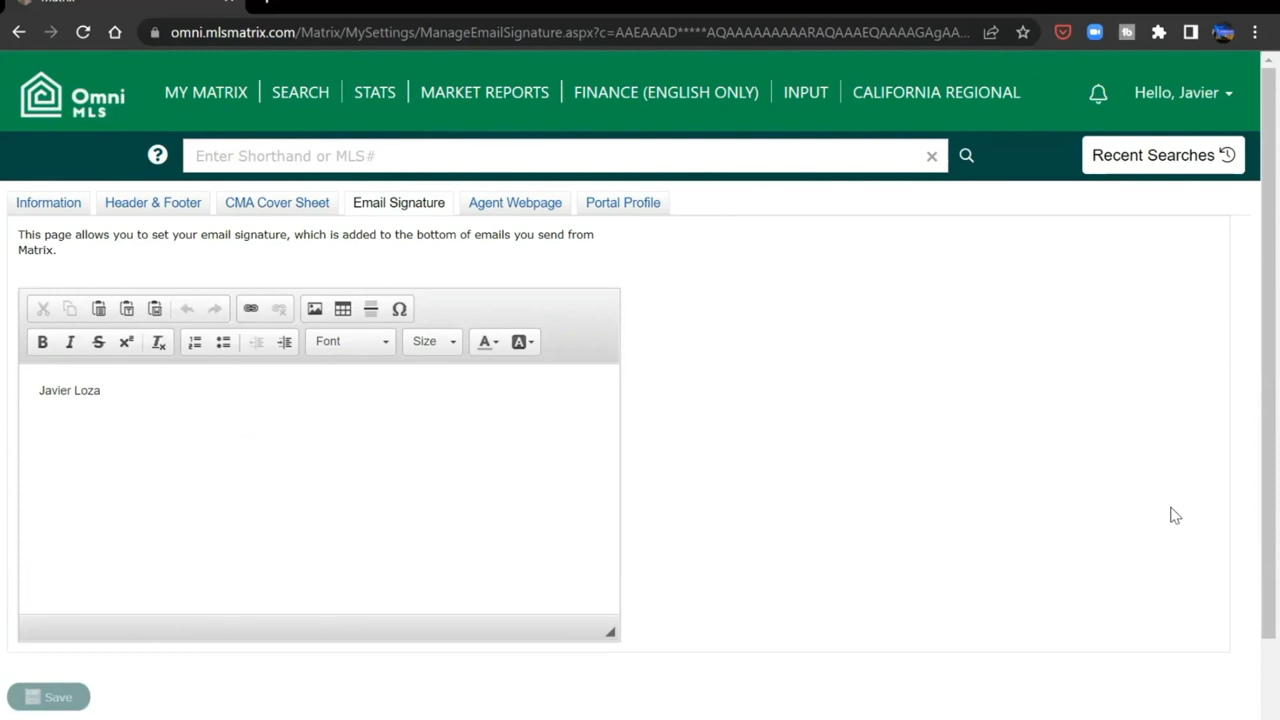 Matrix
omni.mlsmatrix.com/Matrix/MySettings/ManageEmailSignature.aspx?c=AAEAAAD*****AQAAAAAAAAARAQAAAEQAAAAGAgAA...
Omni
MLS
MY MATRIX
SEARCH
STATS
MARKET REPORTS
FINANCE (ENGLISH ONLY)
INPUT
CALIFORNIA REGIONAL
Hello, Javier
Enter Shorthand or MLS#
Recent Searches
Information
Header & Footer
CMA Cover Sheet
Email Signature
Agent Webpage
Portal Profile
This page allows you to set your email signature, which is added to the bottom of emails you send from
Matrix.
Font
Size
Javier Loza
Save